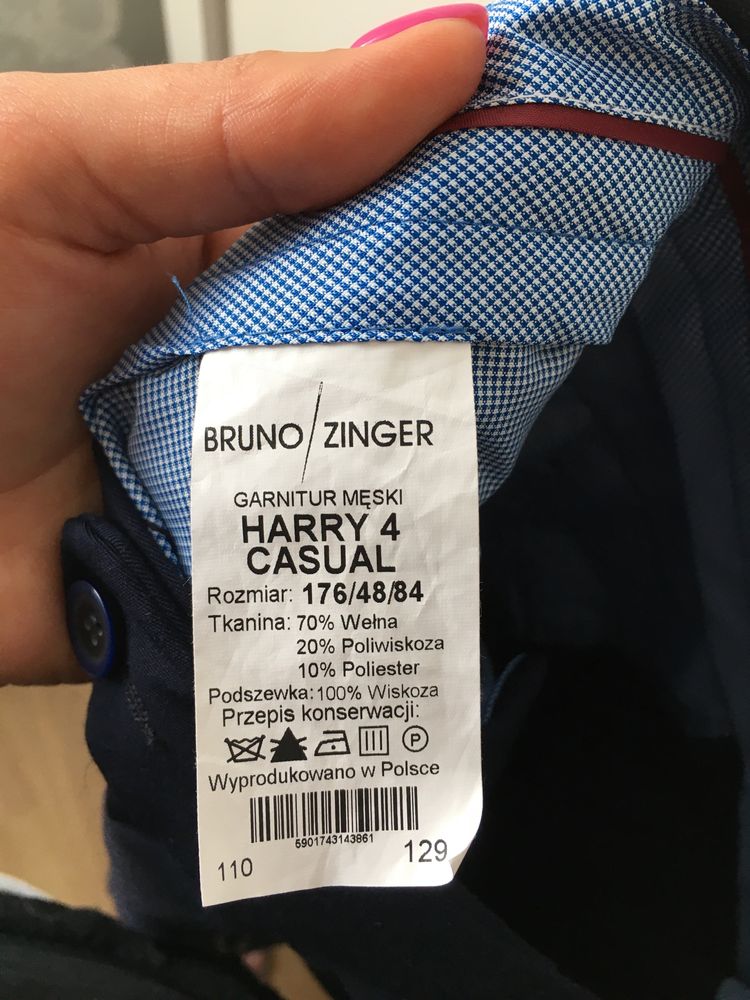 BRUNO/ZINGER
GARNITUR MĘSKI
HARRY 4
CASUAL
Rozmiar: 176/48/84
Tkanina: 70% Wełna
20% Poliwiskoza
10% Poliester
Podszewka: 100% Wiskoza
Przepis konserwacji:
P
Wyprodukowano w Polsce
5901743143861
110 129